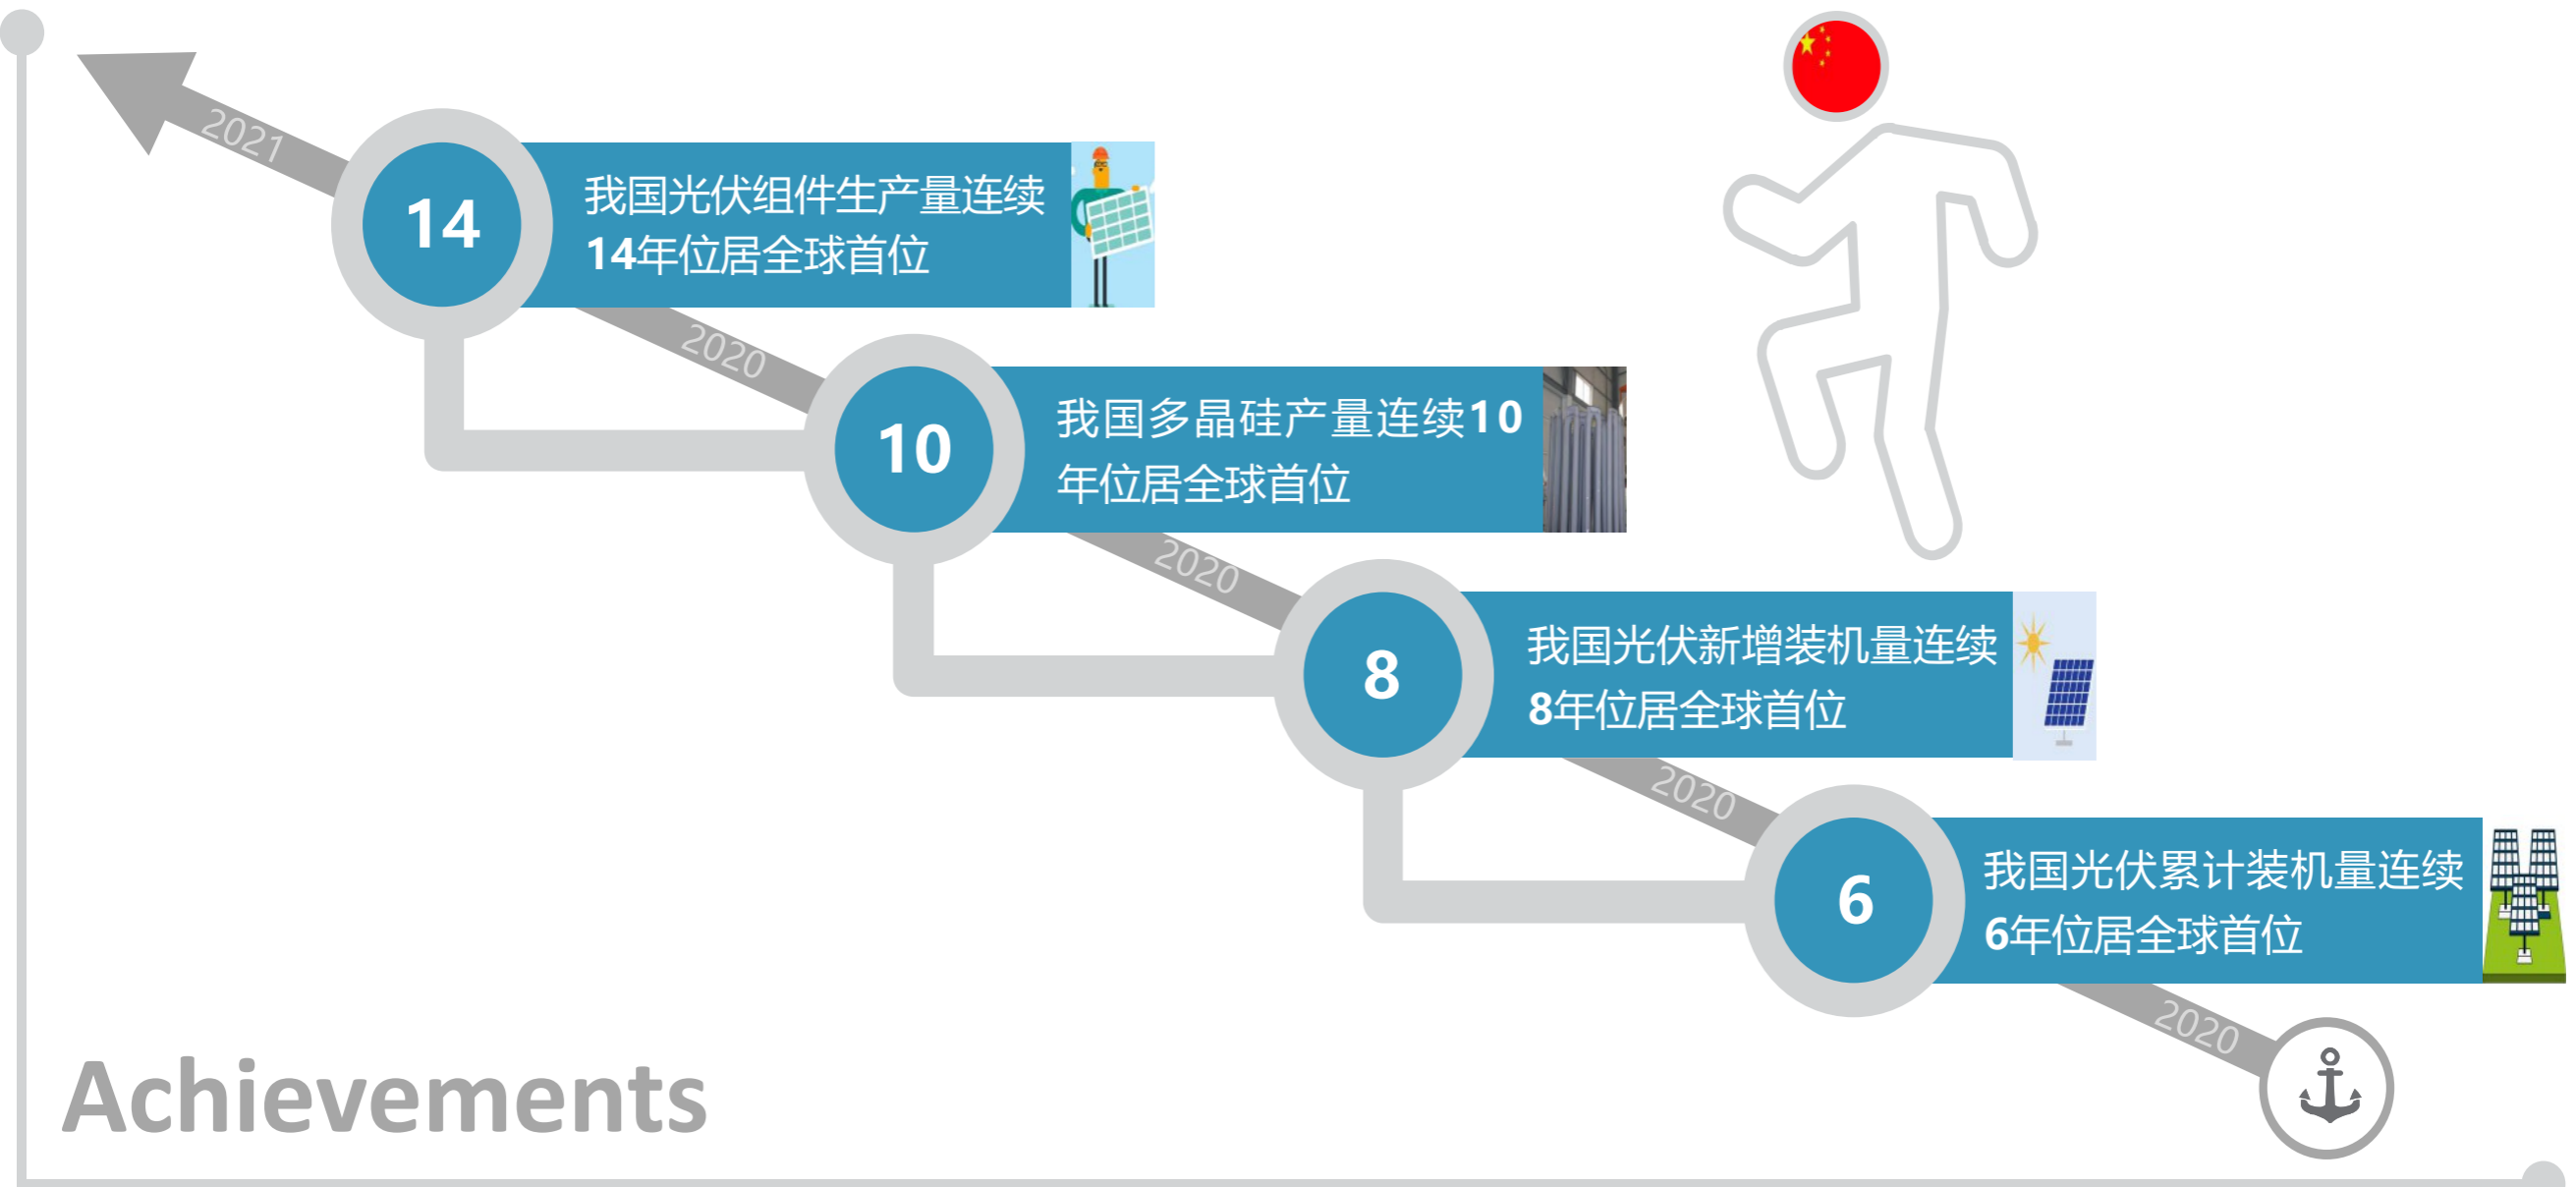 2021
14
我国光伏组件生产量连续
14年位居全球首位
2020
10
我国多晶硅产量连续10
年位居全球首位
2020
8
我国光伏新增装机量连续
8年位居全球首位
2020
6
我国光伏累计装机量连续
6年位居全球首位
2020
Achievements